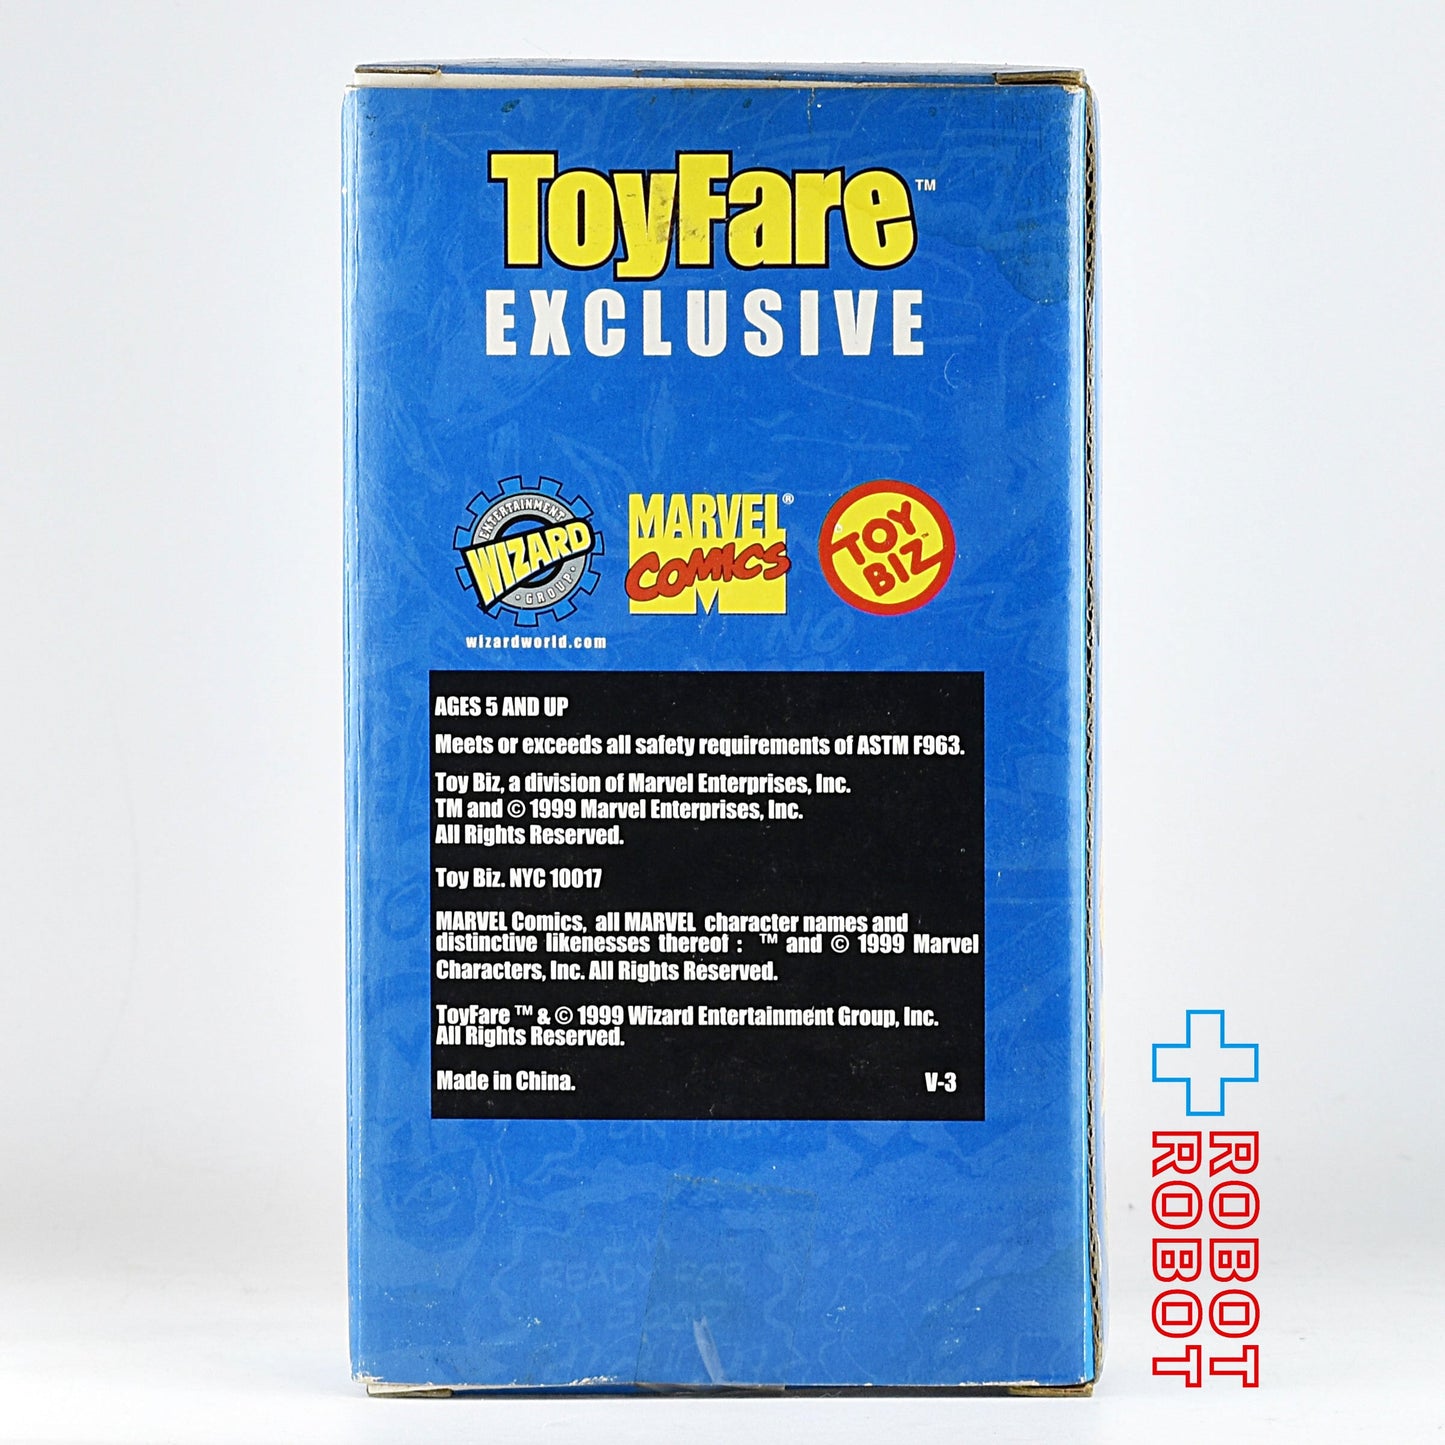 ToyFare™
EXCLUSIVE
ENTERTAINMENT
WIZARD
GROUP
wizardworld.com
MARVEL®
COMICS
TOY
BIZ™
NO
AGES 5 AND UP
Meets or exceeds all safety requirements of ASTM F963.
Toy Biz, a division of Marvel Enterprises, Inc.
TM and © 1999 Marvel Enterprises, Inc.
All Rights Reserved.
Toy Biz. NYC 10017
MARVEL Comics, all MARVEL character names and
distinctive likenesses thereof : ™ and © 1999 Marvel
Characters, Inc. All Rights Reserved.
ToyFare ™ & © 1999 Wizard Entertainment Group, Inc.
All Rights Reserved.
Made in China. V-3
READY FOR
ROBOT
ROBOT